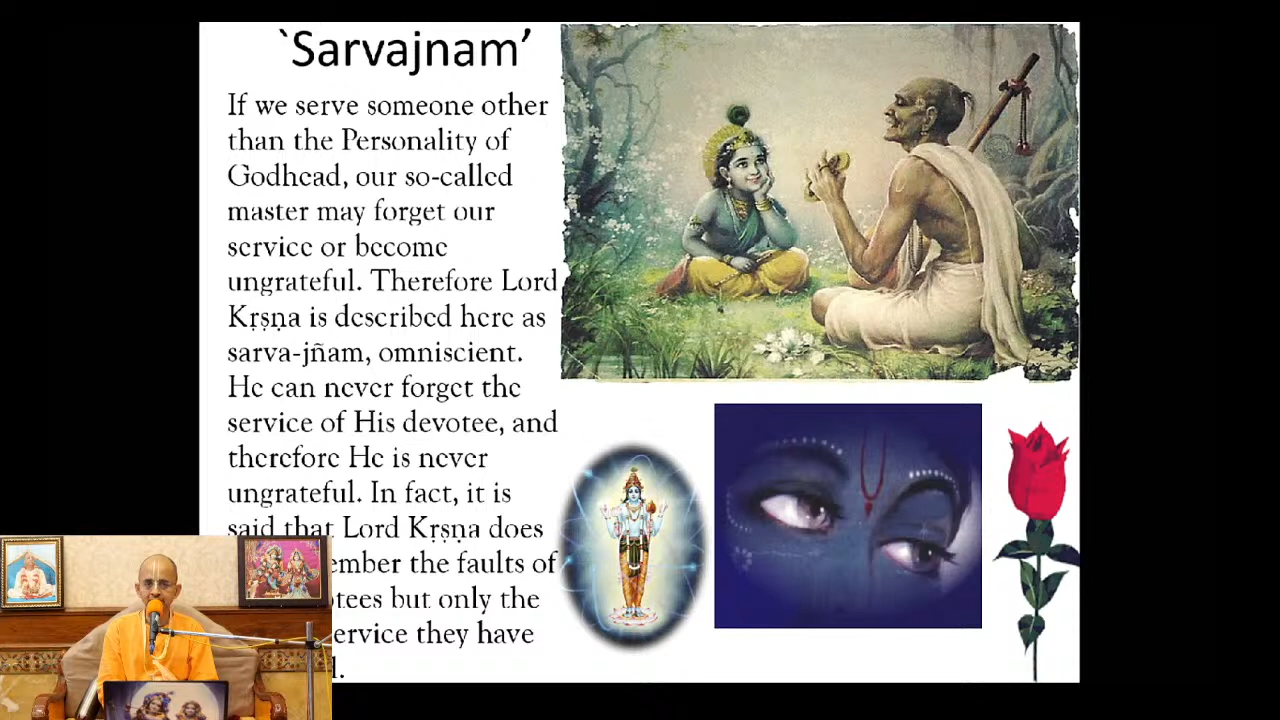 `Sarvajnam’
If we serve someone other
than the Personality of
Godhead, our so-called
master may forget our
service or become
ungrateful. Therefore Lord
Kṛṣṇa is described here as
sarva-jñam, omniscient.
He can never forget the
service of His devotee, and
therefore He is never
ungrateful. In fact, it is
said that Lord Kṛṣṇa does
the faults of
but only the
they have